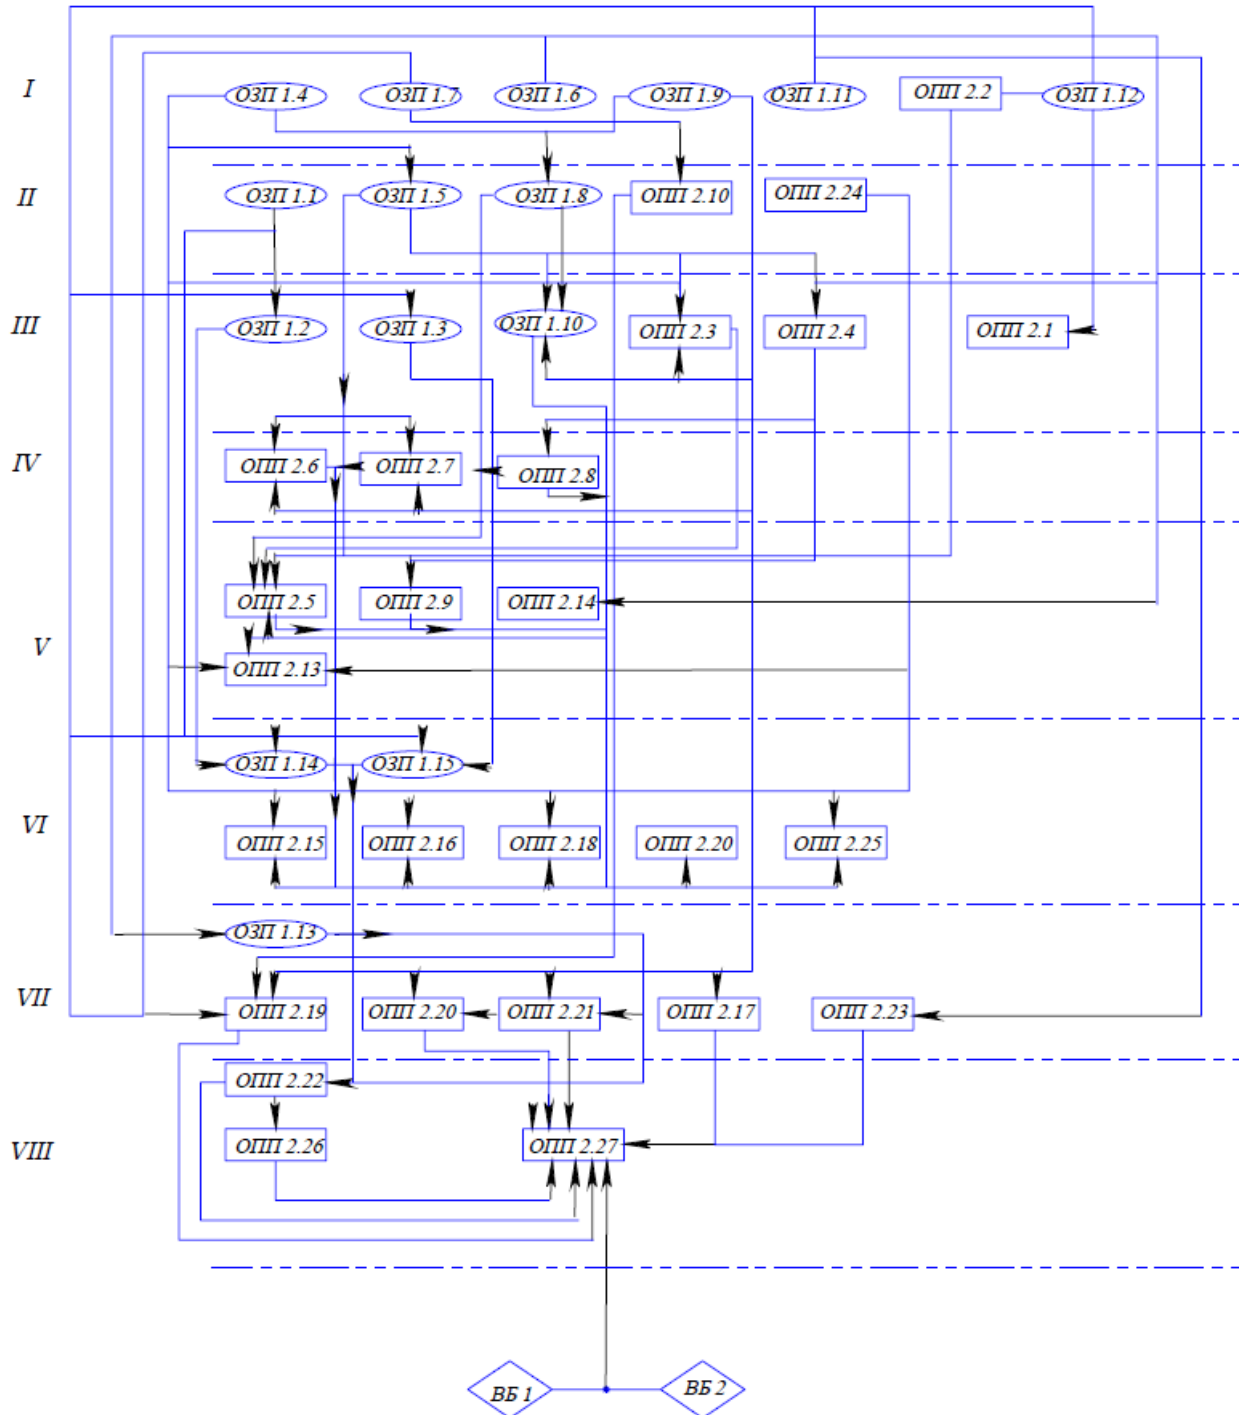 I ОЗП 1.4 ОЗП 1.7 ОЗП 1.6 ОЗП 1.9 ОЗП 1.11 ОПП 2.2 ОЗП 1.12
II ОЗП 1.1 ОЗП 1.5 ОЗП 1.8 ОПП 2.10 ОПП 2.24
III ОЗП 1.2 ОЗП 1.3 ОЗП 1.10 ОПП 2.3 ОПП 2.4 ОПП 2.1
IV ОПП 2.6 ОПП 2.7 ОПП 2.8
ОПП 2.5 ОПП 2.9 ОПП 2.14
V ОПП 2.13
ОЗП 1.14 ОЗП 1.15
VI ОПП 2.15 ОПП 2.16 ОПП 2.18 ОПП 2.20 ОПП 2.25
ОЗП 1.13
VII ОПП 2.19 ОПП 2.20 ОПП 2.21 ОПП 2.17 ОПП 2.23
ОПП 2.22
VIII ОПП 2.26 ОПП 2.27
ВБ 1 ВБ 2